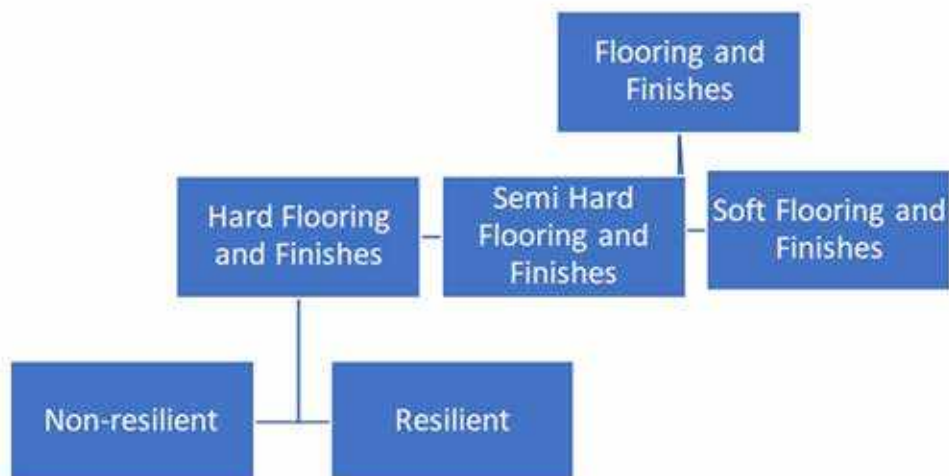 Flooring and
Finishes
Hard Flooring
and Finishes
Semi Hard
Flooring and
Finishes
Soft Flooring and
Finishes
Non-resilient
Resilient